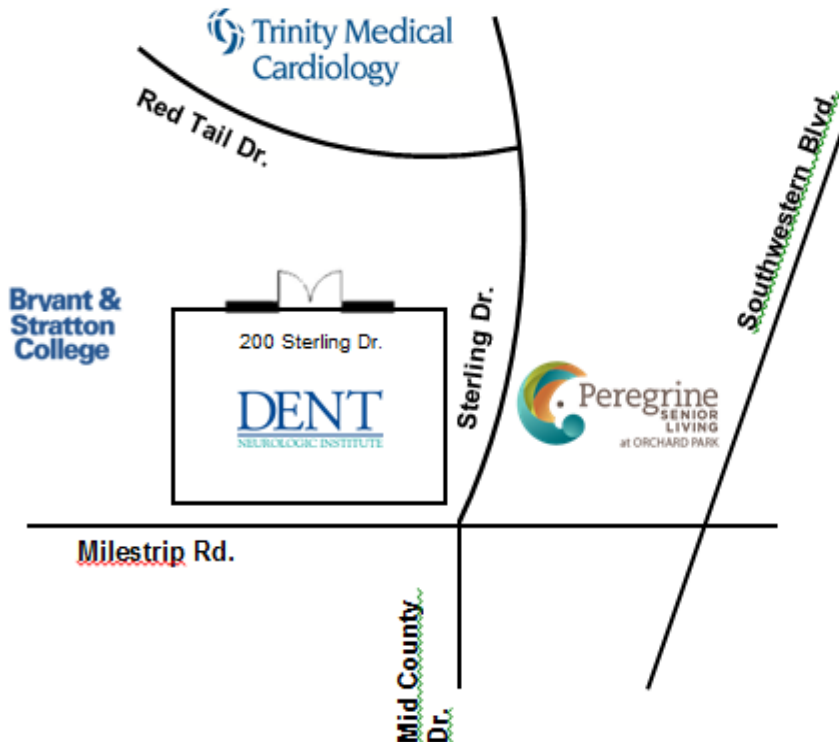 Trinity Medical
Cardiology
Red Tail Dr.
Southwestern Blvd.
Bryant &
Stratton
College
200 Sterling Dr.
DENT
NEUROLOGIC INSTITUTE
Sterling Dr.
Peregrine
SENIOR
LIVING
at ORCHARD PARK
Milestrip Rd.
Mid County
Dr.